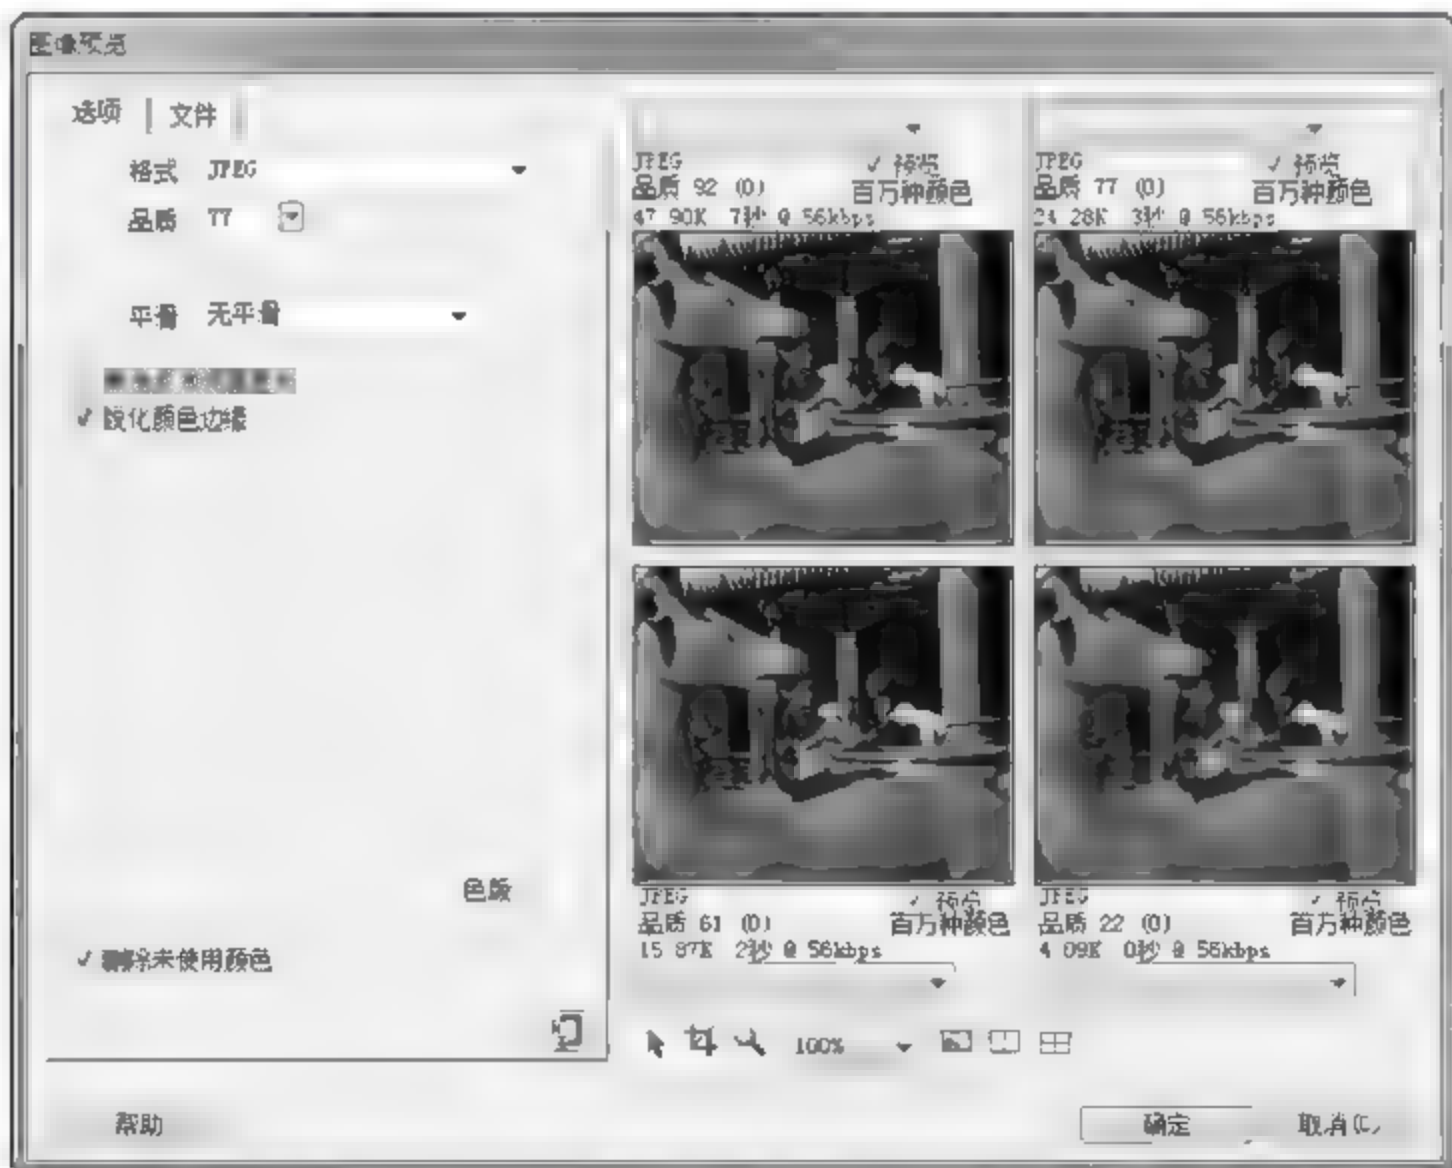 图像预览
选项 文件
格式 JPEG
品质 77
平滑 无平滑
锐化颜色边缘
色版
删除未使用颜色
JPEG 预览
品质 92 (0) 百万种颜色
47.90K 7秒 @ 56kbps
JPEG 预览
品质 77 (0) 百万种颜色
24.28K 3秒 @ 56kbps
JPEG 预览
品质 61 (0) 百万种颜色
15.87K 2秒 @ 56kbps
JPEG 预览
品质 22 (0) 百万种颜色
4.09K 0秒 @ 56kbps
100%
帮助 确定 取消(C)